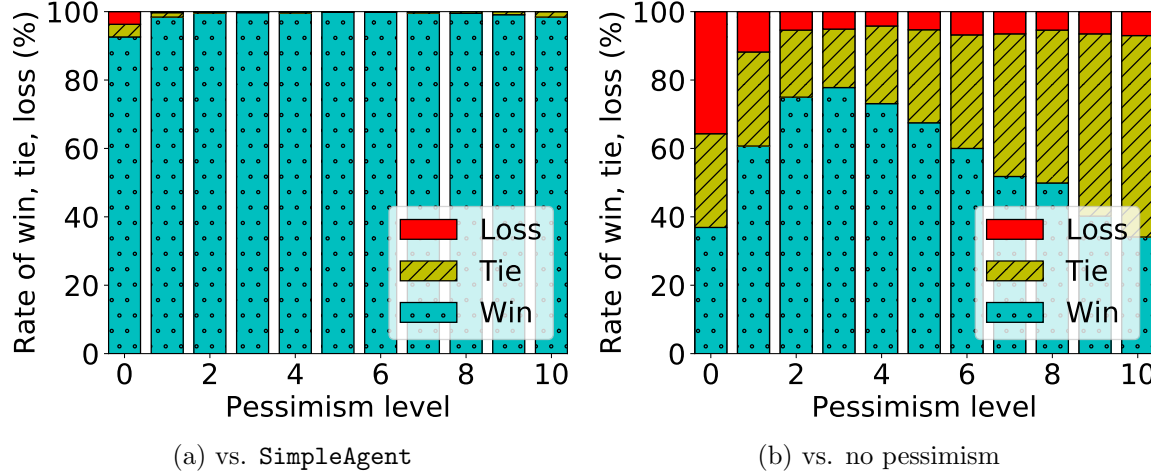 Rate of win, tie, loss (%)
100
80
60
40
20
0
Loss
Tie
Win
0 2 4 6 8 10
Pessimism level
(a) vs. SimpleAgent
Rate of win, tie, loss (%)
100
80
60
40
20
0
Loss
Tie
Win
0 2 4 6 8 10
Pessimism level
(b) vs. no pessimism